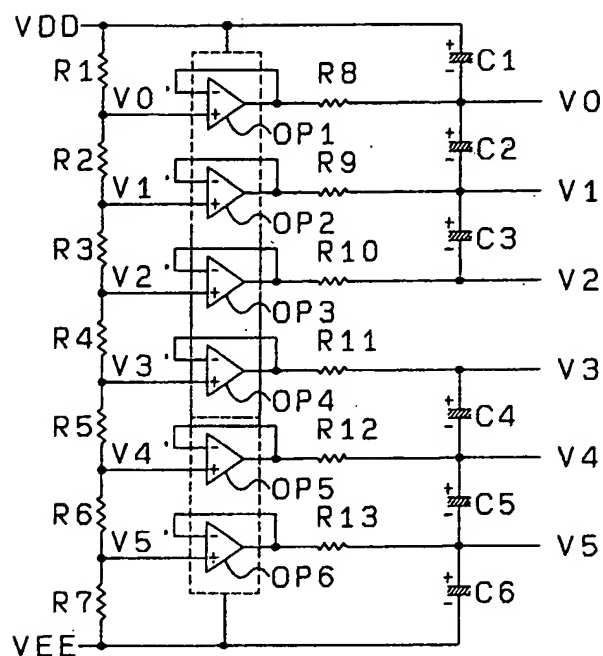 VDD
R1
V0'
OP1
R8
C1
V0
R2
V1'
OP2
R9
C2
V1
R3
V2'
OP3
R10
C3
V2
R4
V3'
OP4
R11
V3
R5
V4'
OP5
R12
C4
V4
R6
V5'
OP6
R13
C5
V5
R7
C6
VEE